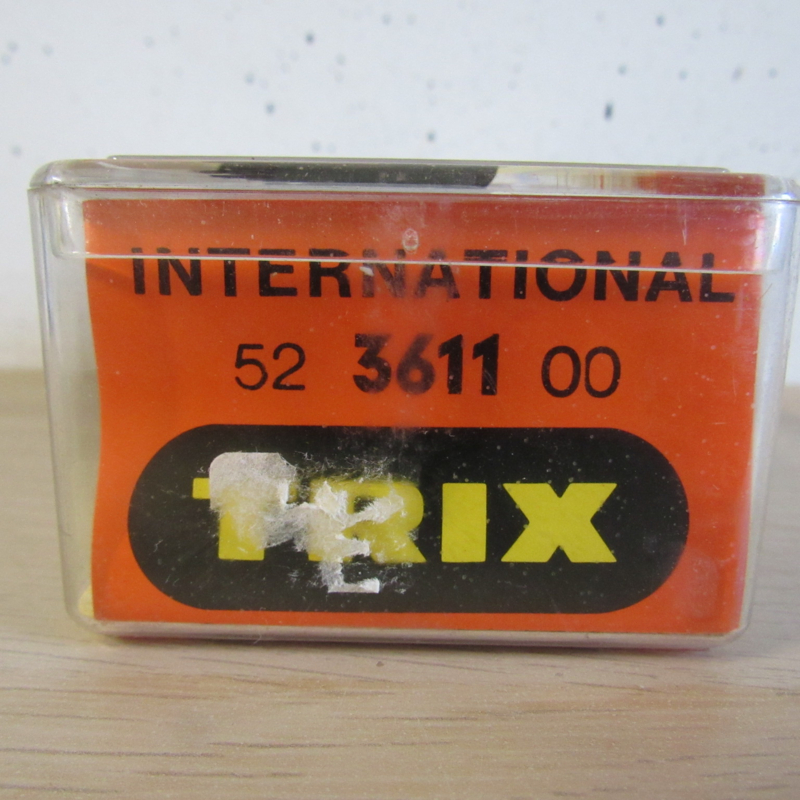 INTERNATIONAL
52 3611 00
TRIX